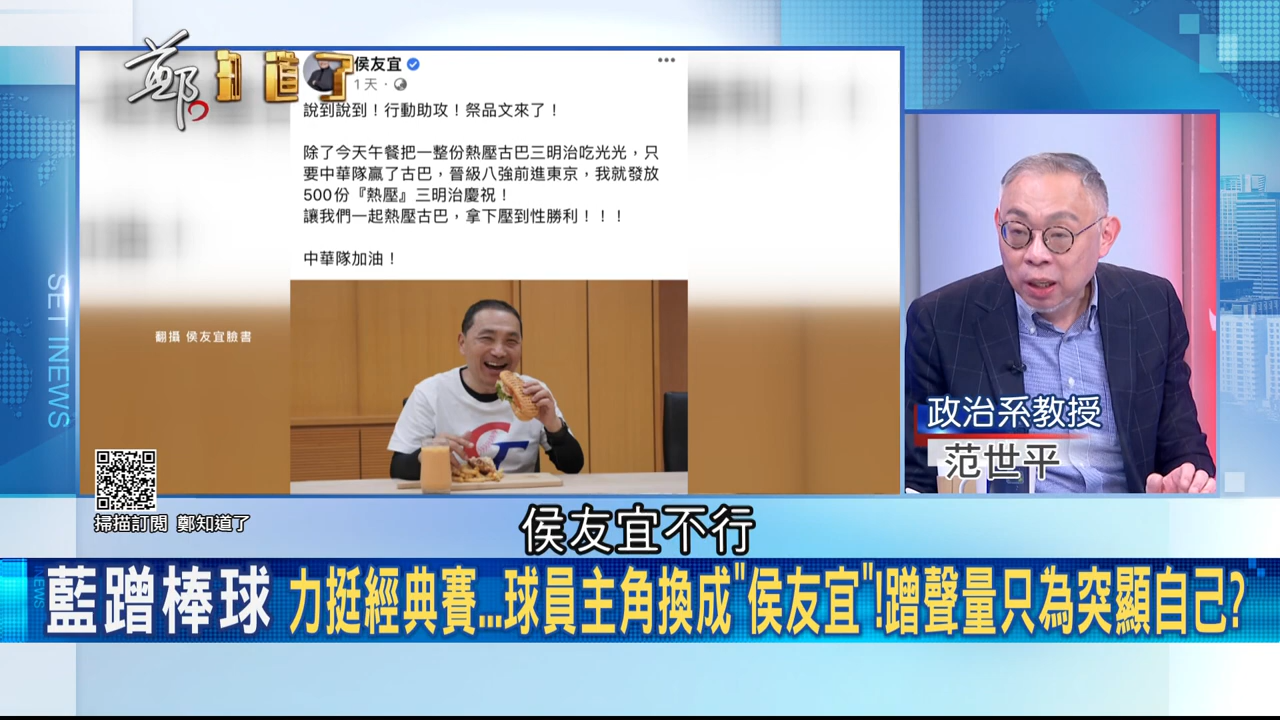 鄭知道了
侯友宜
1天
說到說到！行動助攻！祭品文來了！
除了今天午餐把一整份熱壓古巴三明治吃光光，只
要中華隊贏了古巴，晉級八強前進東京，我就發放
500份『熱壓』三明治慶祝！
讓我們一起熱壓古巴，拿下壓到性勝利！！！
中華隊加油！
翻攝 侯友宜臉書
CT
SET iNEWS
政治系教授
范世平
掃描訂閱 鄭知道了
侯友宜不行
藍蹭棒球 力挺經典賽...球員主角換成"侯友宜"!蹭聲量只為突顯自己?